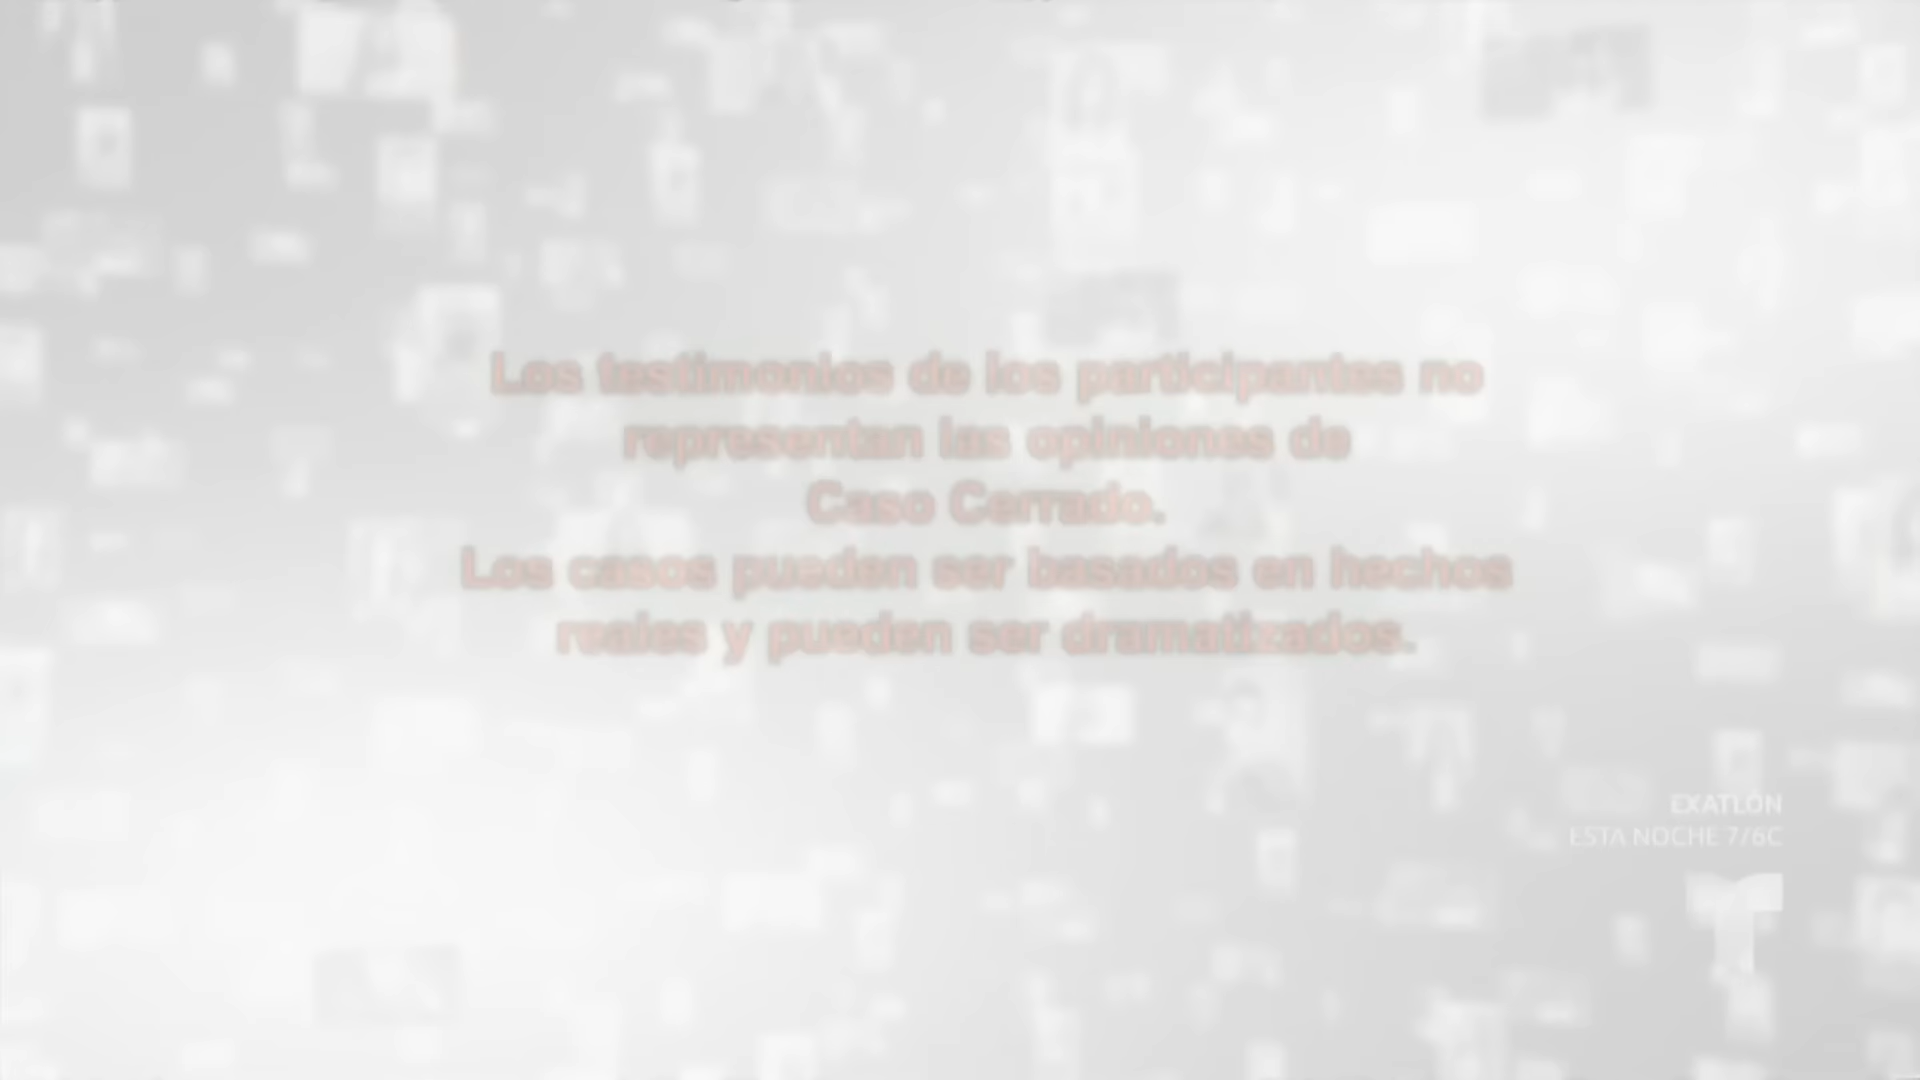 Los testimonios de los participantes no
representan las opiniones de
Caso Cerrado.
Los casos pueden ser basados en hechos
reales y pueden ser dramatizados.
EXATLÓN
ESTA NOCHE 7/6C